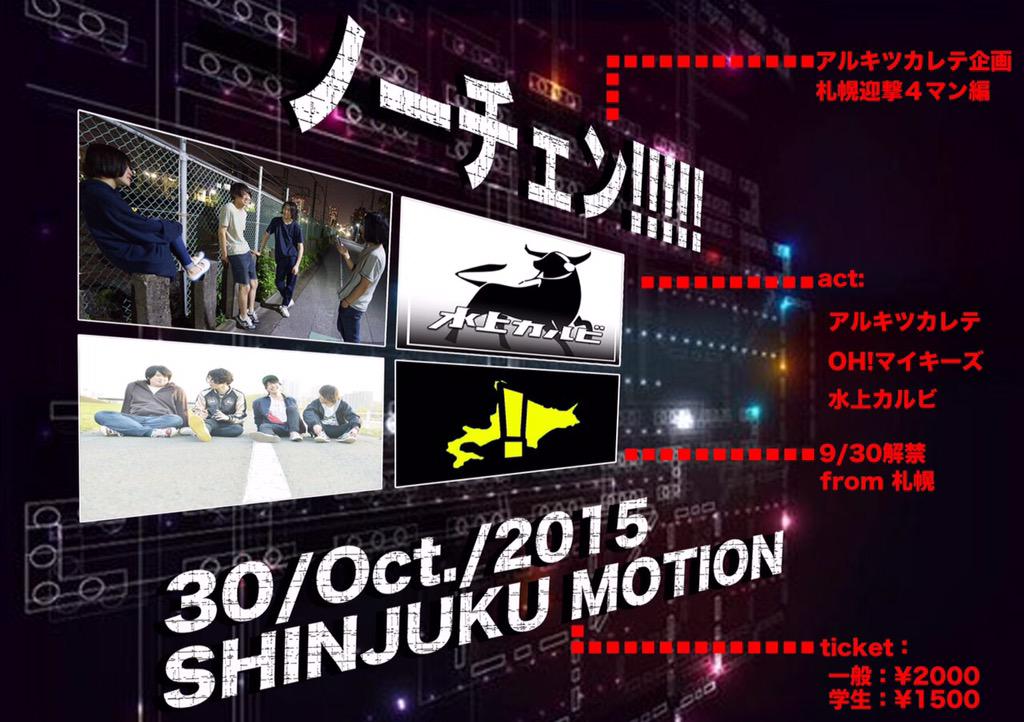 ノーチェン!!!!!
アルキツカレテ企画
札幌迎撃4マン編
水上カルビ
!
act:
アルキツカレテ
OH!マイキーズ
水上カルビ
9/30解禁
from 札幌
30/Oct./2015
SHINJUKU MOTION
ticket：
一般：¥2000
学生：¥1500